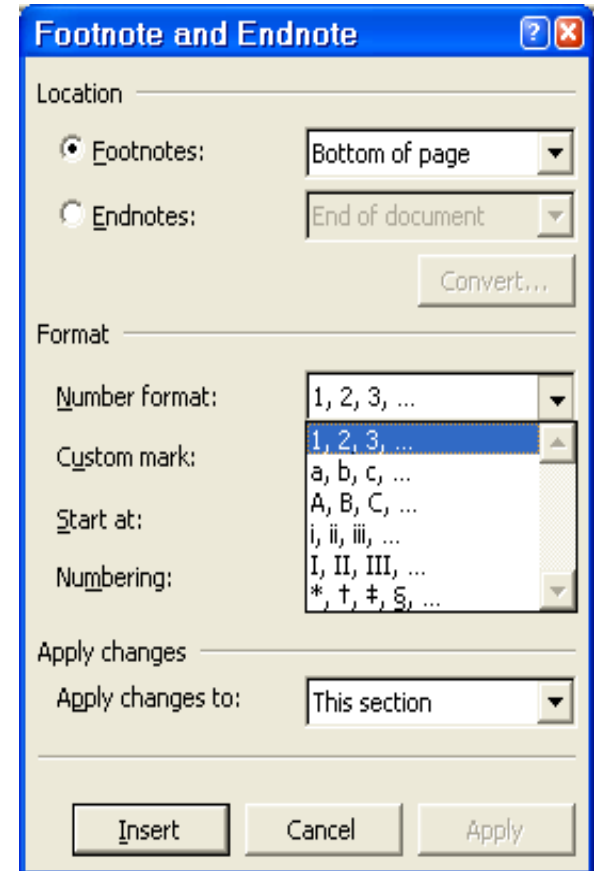 Footnote and Endnote
Location
Footnotes: Bottom of page
Endnotes: End of document
Convert...
Format
Number format: 1, 2, 3, ...
1, 2, 3, ...
Custom mark:
a, b, c, ...
A, B, C, ...
Start at:
i, ii, iii, ...
I, II, III, ...
Numbering:
*, †, ‡, §, ...
Apply changes
Apply changes to: This section
Insert Cancel Apply